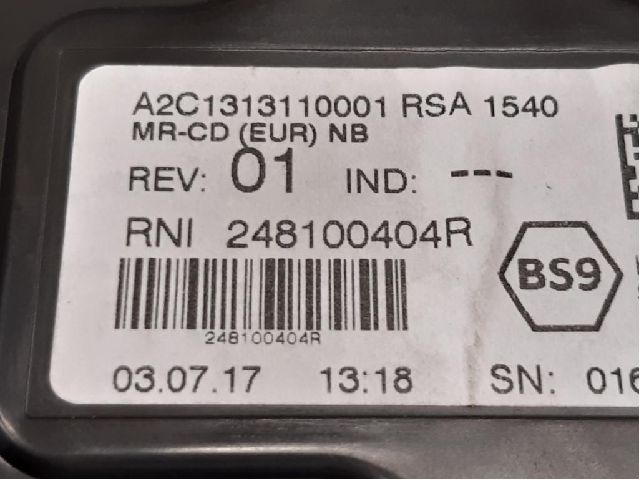 A2C1313110001 RSA 1540
MR-CD (EUR) NB
REV: 01 IND: ---
RNI 248100404R
BS9
248100404R
03.07.17 13:18 SN: 016